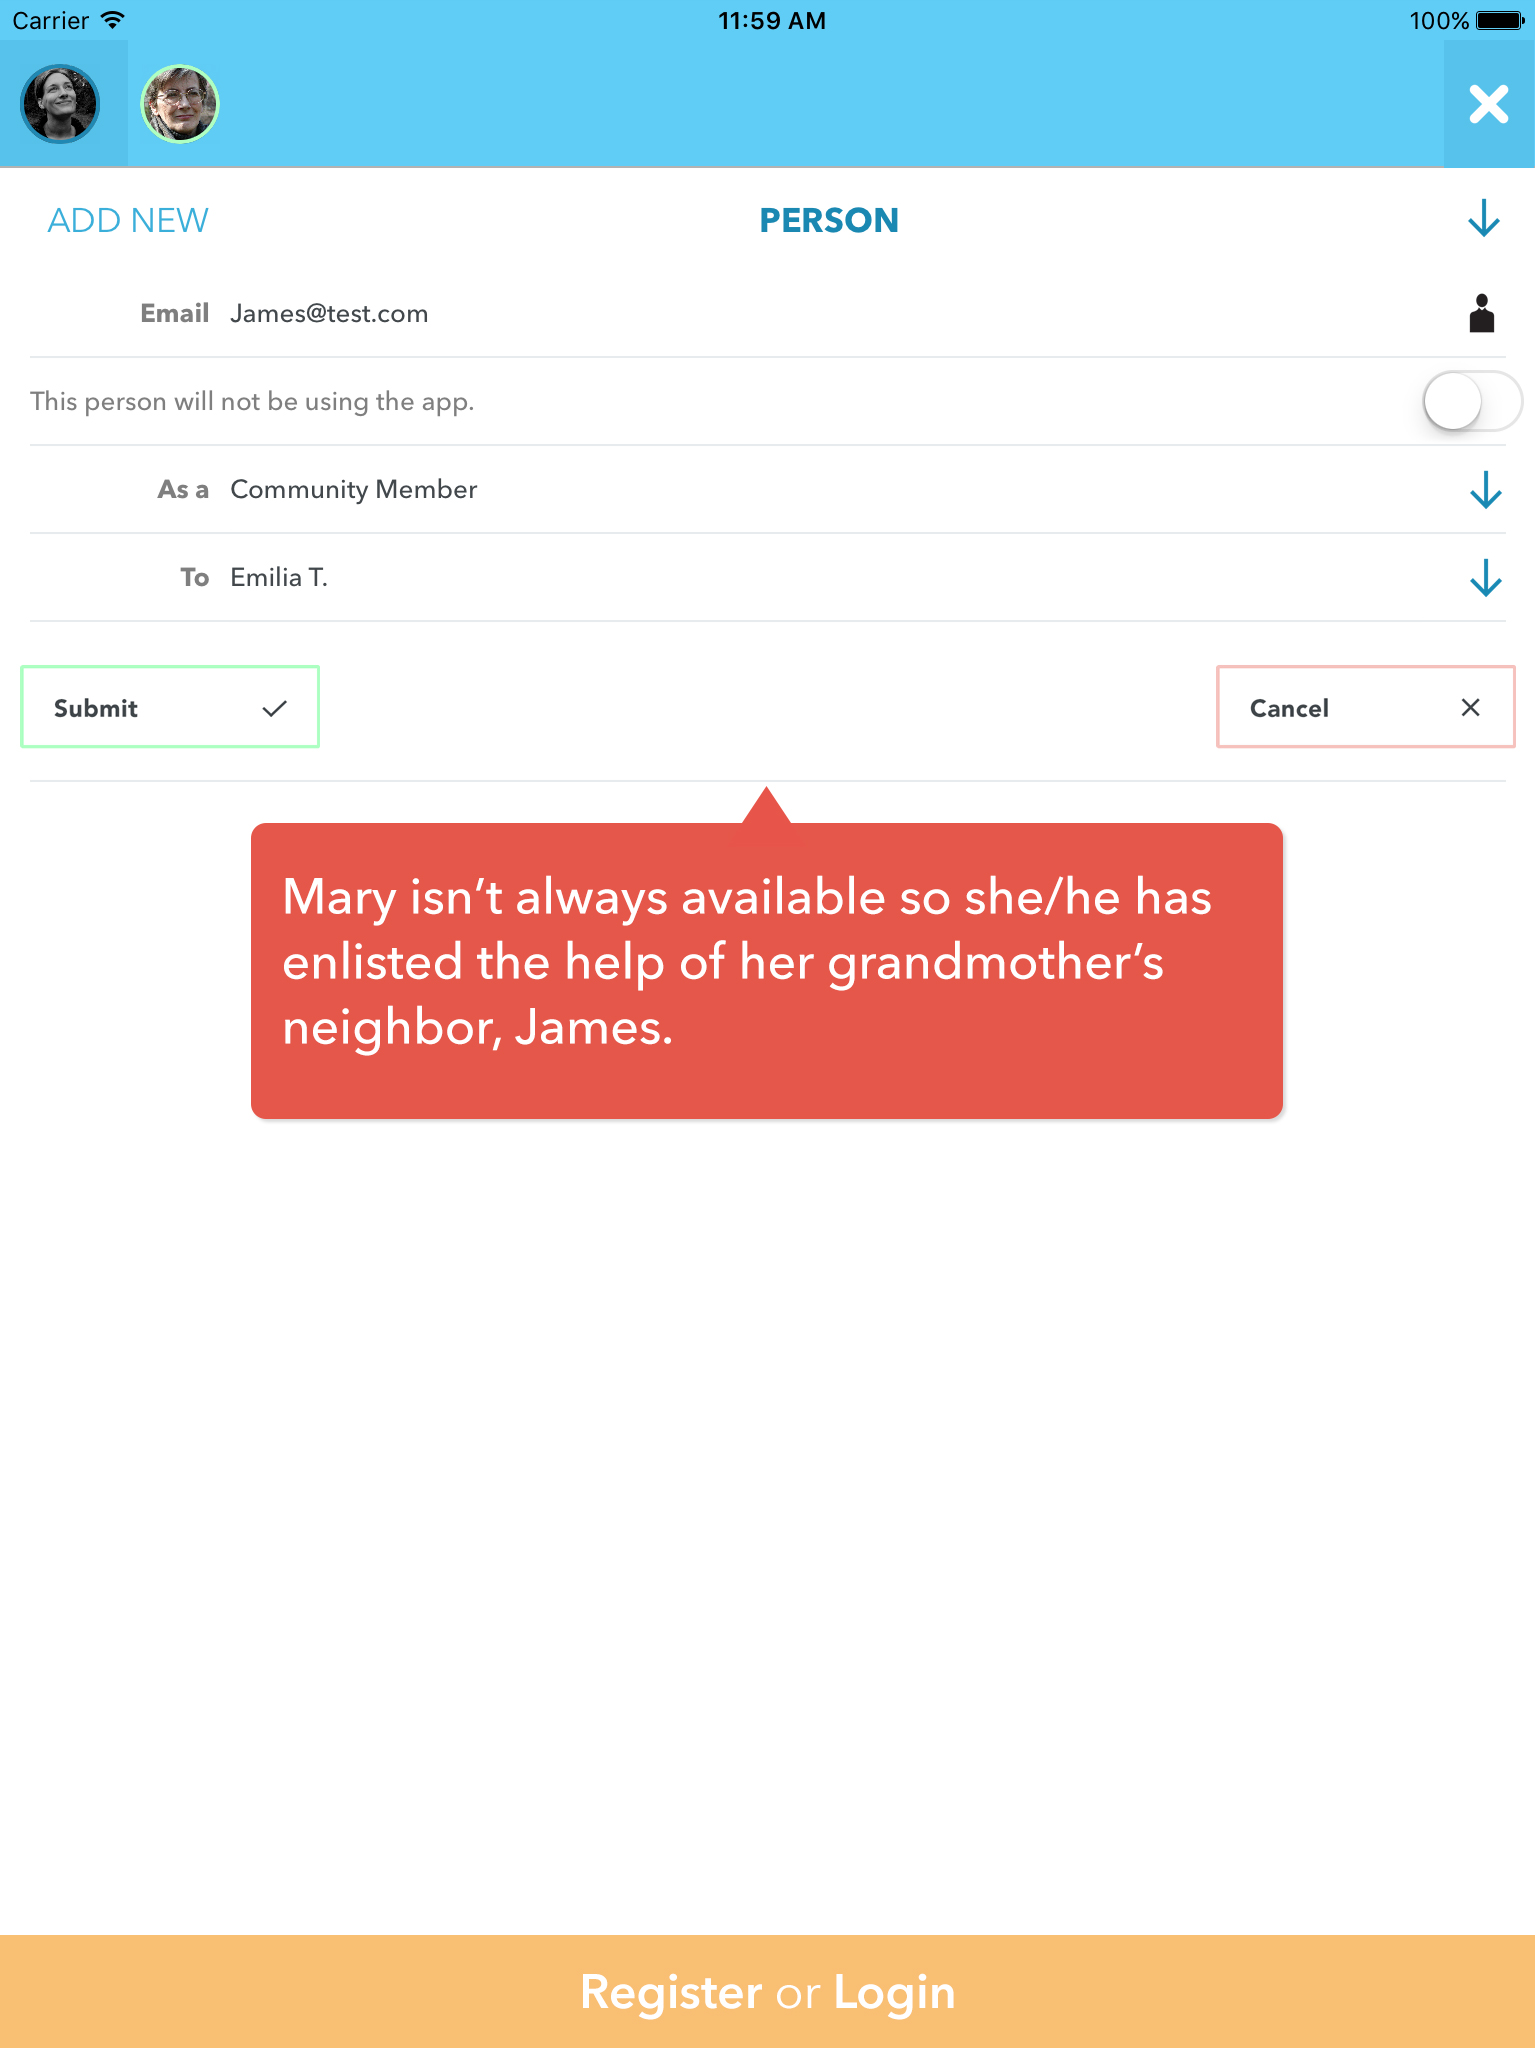 Carrier 11:59 AM 100%
ADD NEW PERSON
Email James@test.com
This person will not be using the app.
As a Community Member
To Emilia T.
Submit Cancel
Mary isn’t always available so she/he has
enlisted the help of her grandmother’s
neighbor, James.
Register or Login